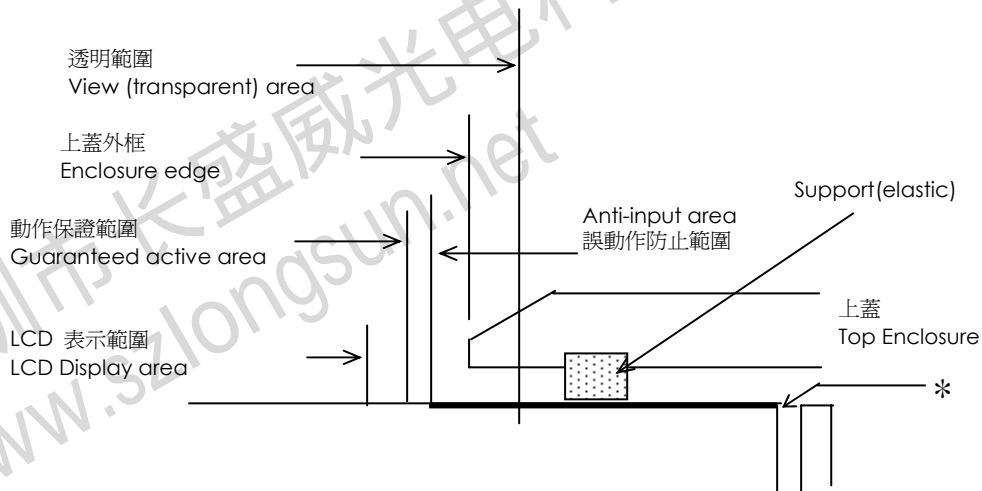 透明範圍
View (transparent) area
上蓋外框
Enclosure edge
Support(elastic)
動作保證範圍
Guaranteed active area
Anti-input area
誤動作防止範圍
LCD 表示範圍
LCD Display area
上蓋
Top Enclosure
*
圳市长盛威光电科
www.szlongsun.net